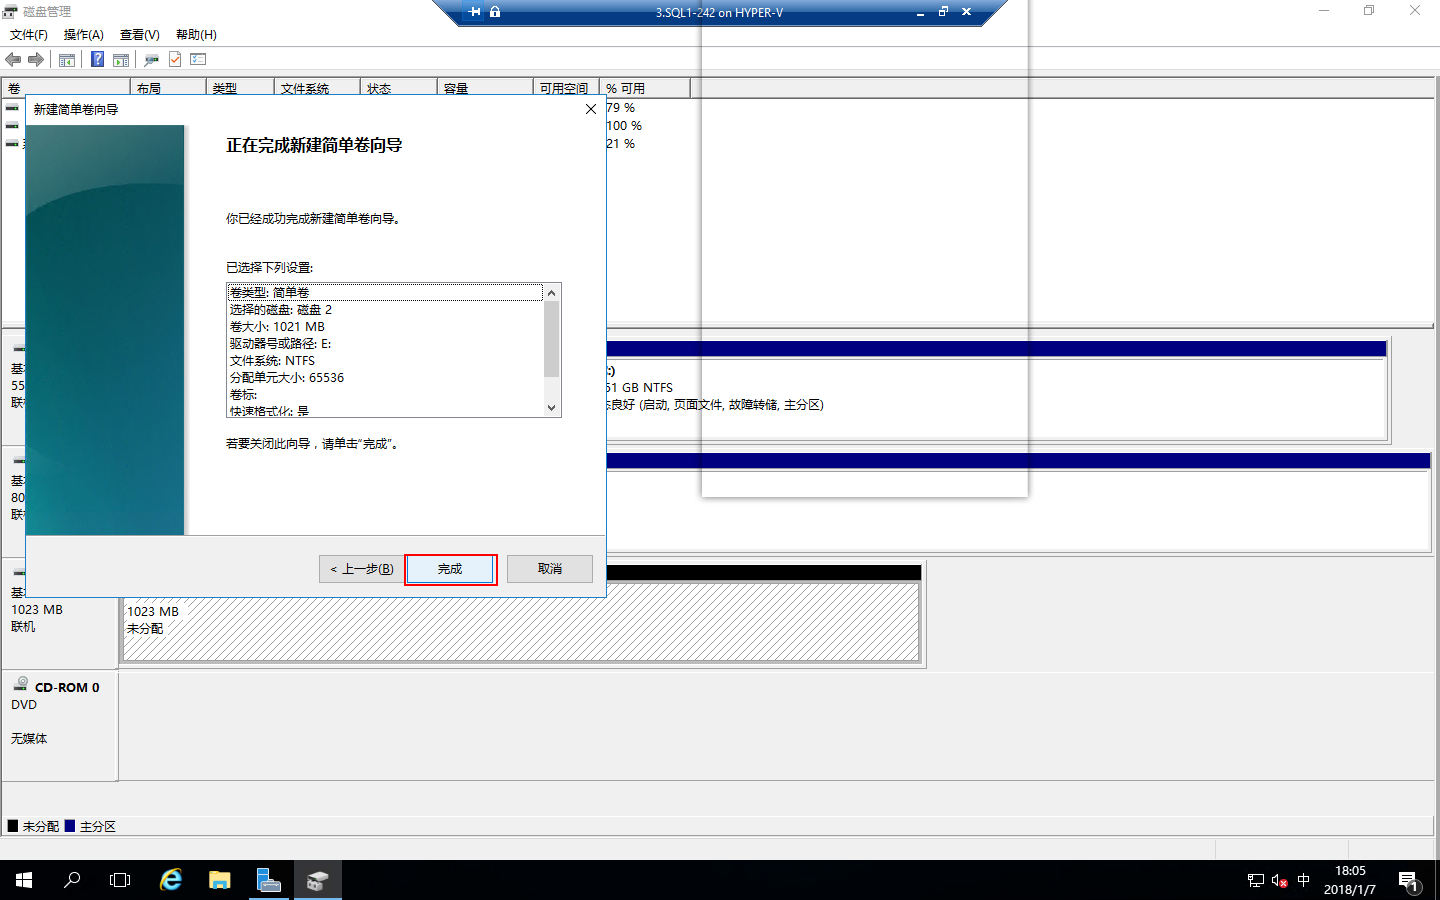 磁盘管理
3.SQL1-242 on HYPER-V
文件(F) 操作(A) 查看(V) 帮助(H)
卷 布局 类型 文件系统 状态 容量 可用空间 % 可用
79 %
100 %
21 %
新建简单卷向导
正在完成新建简单卷向导
你已经成功完成新建简单卷向导。
已选择下列设置:
卷类型: 简单卷
选择的磁盘: 磁盘 2
卷大小: 1021 MB
驱动器号或路径: E:
文件系统: NTFS
分配单元大小: 65536
卷标:
快速格式化: 是
若要关闭此向导，请单击“完成”。
< 上一步(B) 完成 取消
:)
51 GB NTFS
良好 (启动, 页面文件, 故障转储, 主分区)
基
55
联
基
80
联
基
1023 MB
联机
1023 MB
未分配
CD-ROM 0
DVD
无媒体
未分配 主分区
中
18:05
2018/1/7
1